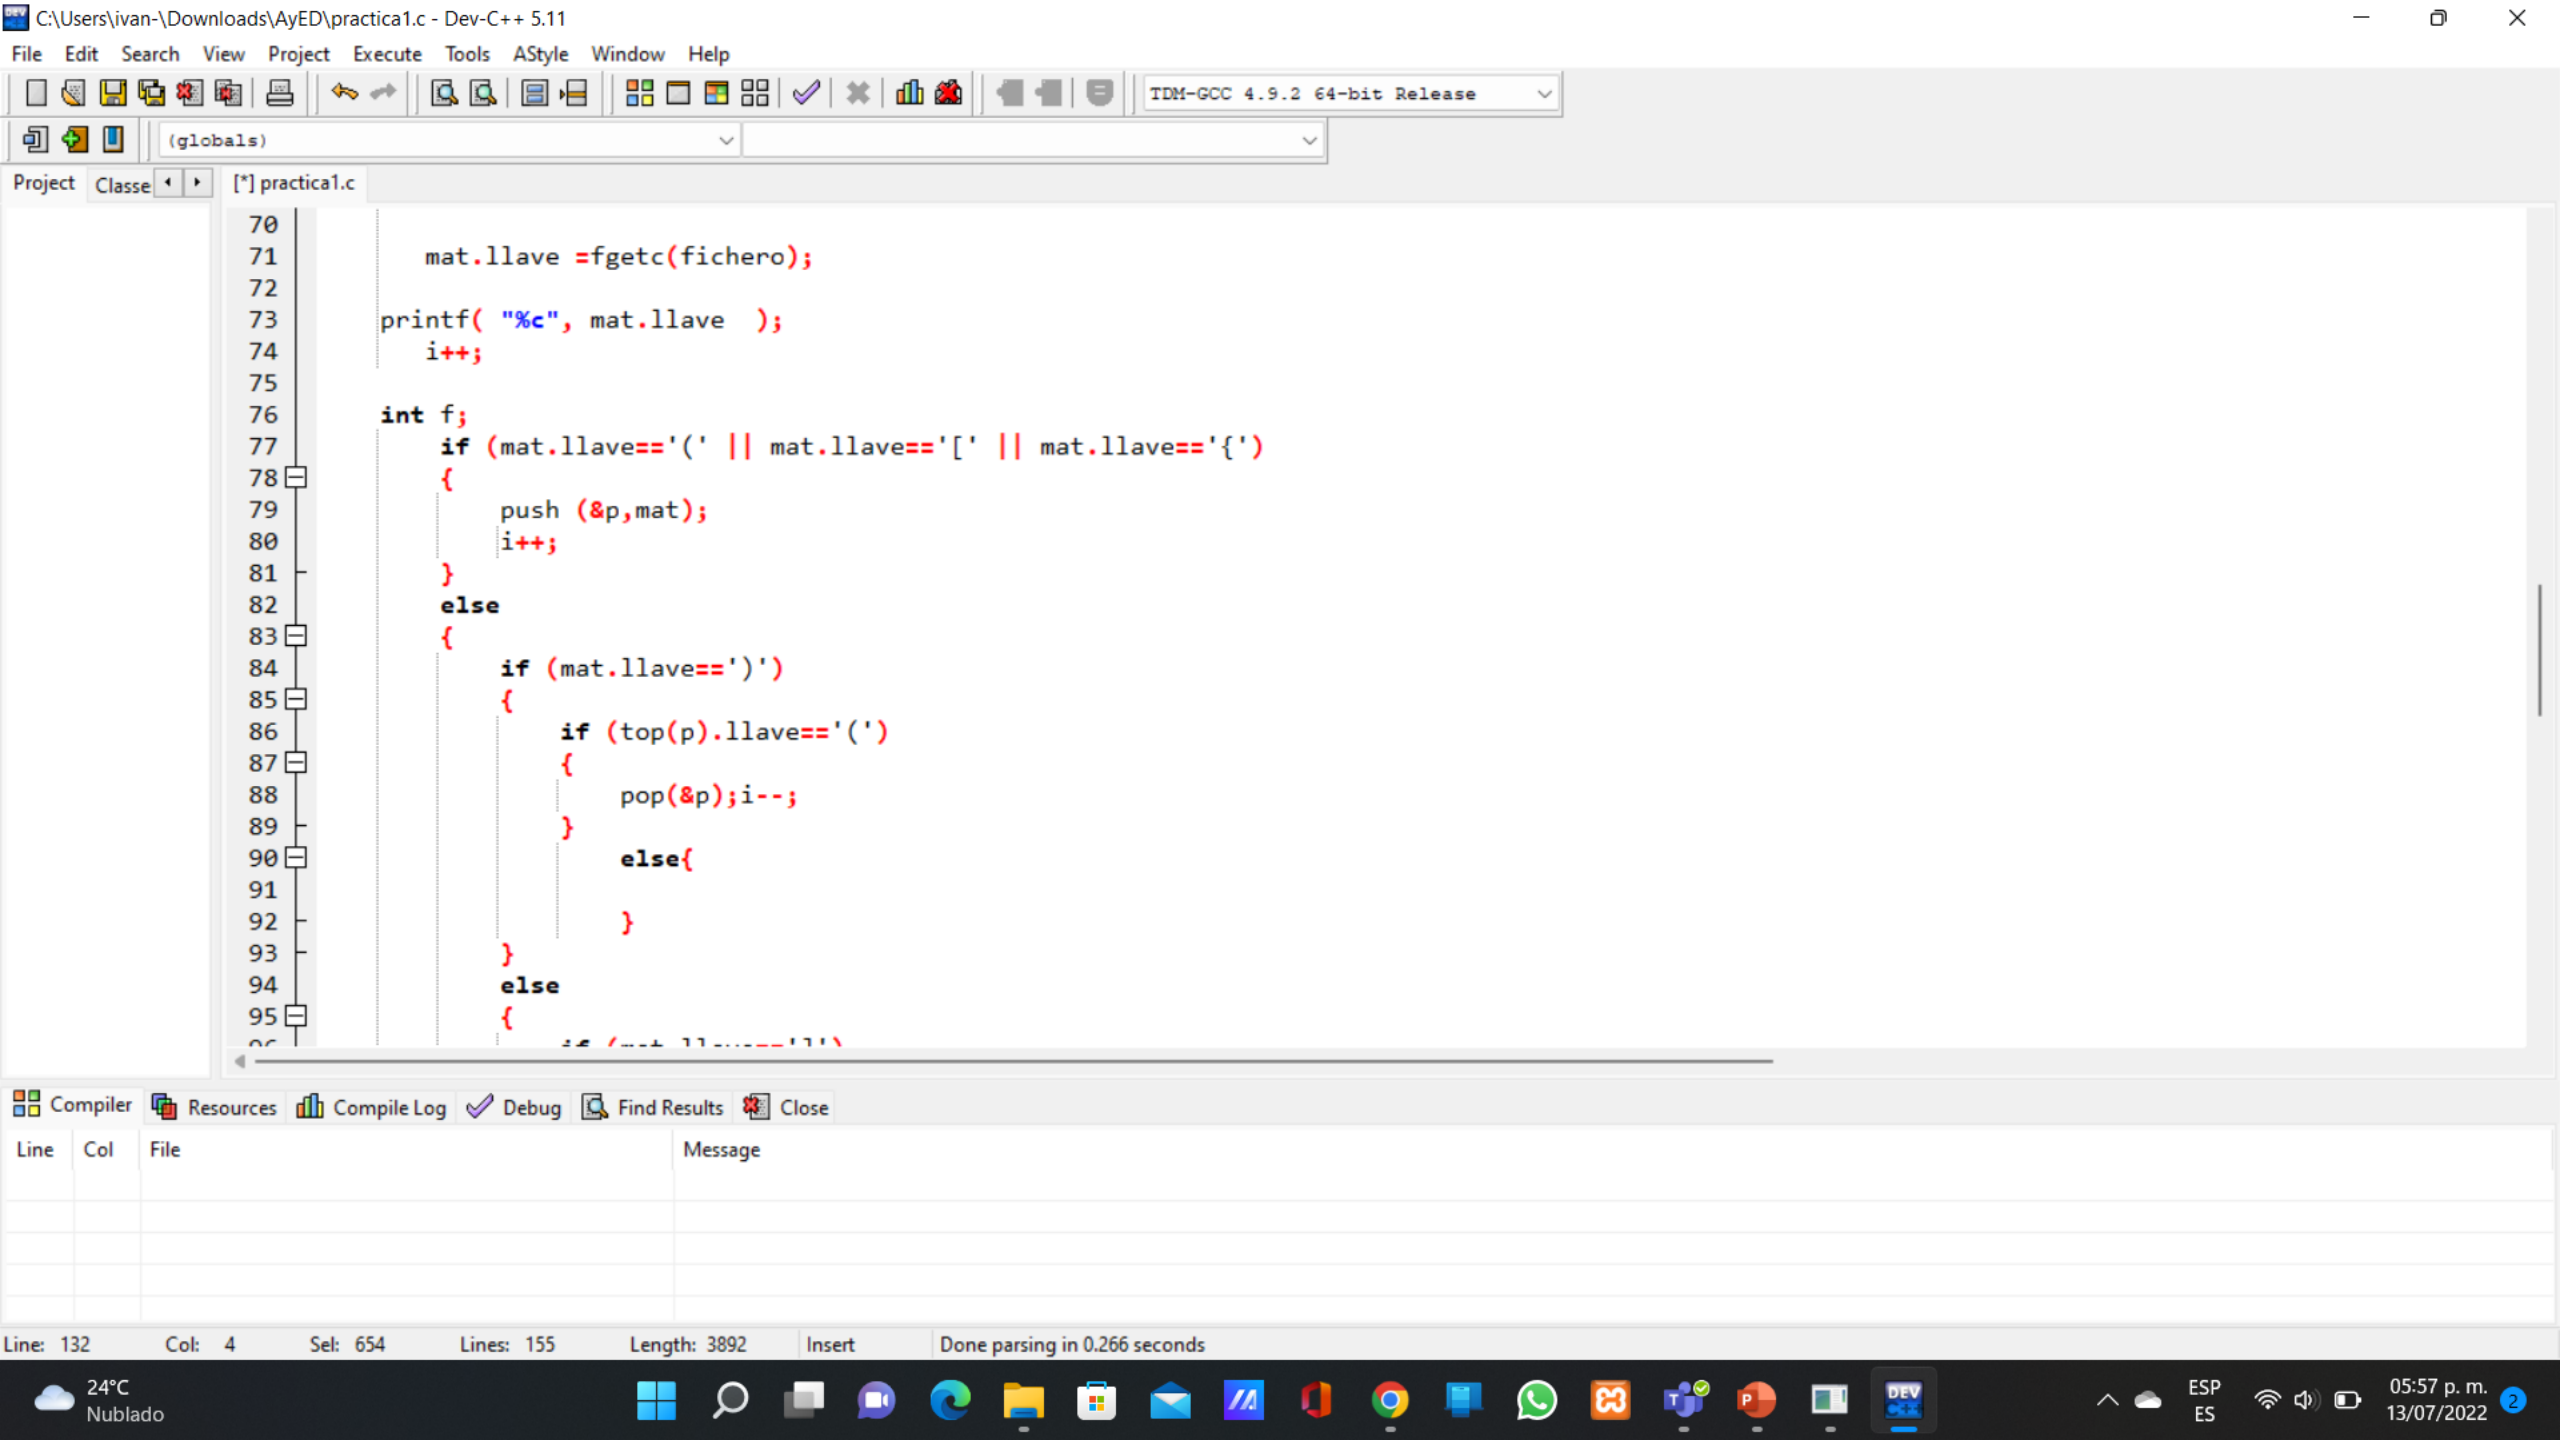 C:\Users\ivan-\Downloads\AyED\practica1.c - Dev-C++ 5.11
File Edit Search View Project Execute Tools AStyle Window Help
TDM-GCC 4.9.2 64-bit Release
(globals)
Project Classe [*] practica1.c
70
71 mat.llave =fgetc(fichero);
72
73 printf( "%c", mat.llave );
74 i++;
75
76 int f;
77 if (mat.llave=='(' || mat.llave=='[' || mat.llave=='{')
78 {
79 push (&p,mat);
80 i++;
81 }
82 else
83 {
84 if (mat.llave==')')
85 {
86 if (top(p).llave=='(')
87 {
88 pop(&p);i--;
89 }
90 else{
91
92 }
93 }
94 else
95 {
96 if (mat.llave==']')
Compiler Resources Compile Log Debug Find Results Close
Line Col File Message
Line: 132 Col: 4 Sel: 654 Lines: 155 Length: 3892 Insert Done parsing in 0.266 seconds
24°C
Nublado
DEV
C++
ESP
ES
05:57 p. m.
13/07/2022
2